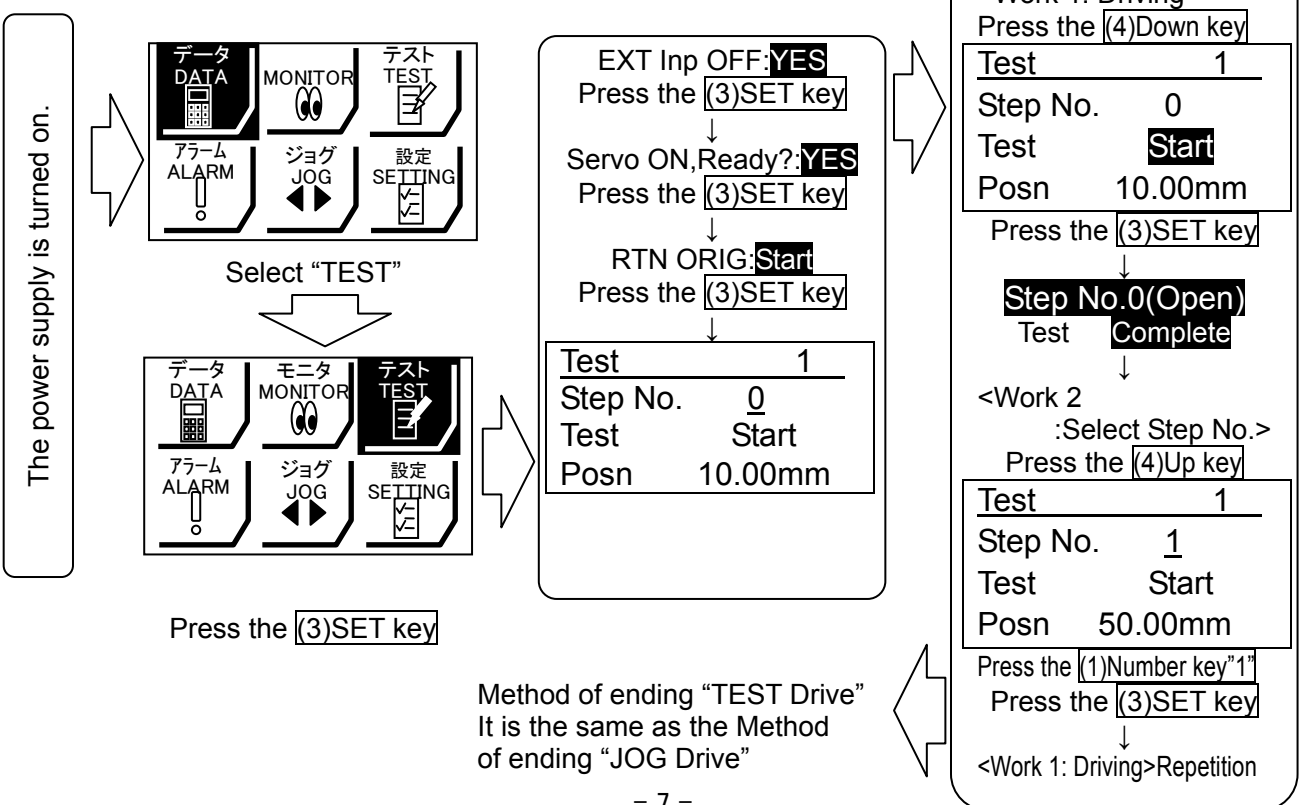 The power supply is turned on.
データ
DATA
MONITOR
テスト
TEST
アラーム
ALARM
ジョグ
JOG
設定
SETTING
Select “TEST”
データ
DATA
モニタ
MONITOR
テスト
TEST
アラーム
ALARM
ジョグ
JOG
設定
SETTING
Press the (3)SET key
EXT Inp OFF:YES
Press the (3)SET key
↓
Servo ON,Ready?:YES
Press the (3)SET key
↓
RTN ORIG:Start
Press the (3)SET key
↓
Test 1
Step No. 0
Test Start
Posn 10.00mm
Work 1: Driving
Press the (4)Down key
Test 1
Step No. 0
Test Start
Posn 10.00mm
Press the (3)SET key
↓
Step No.0(Open)
Test Complete
↓
<Work 2
:Select Step No.>
Press the (4)Up key
Test 1
Step No. 1
Test Start
Posn 50.00mm
Press the (1)Number key”1”
Press the (3)SET key
↓
<Work 1: Driving>Repetition
Method of ending “TEST Drive”
It is the same as the Method
of ending “JOG Drive”
− 7 −